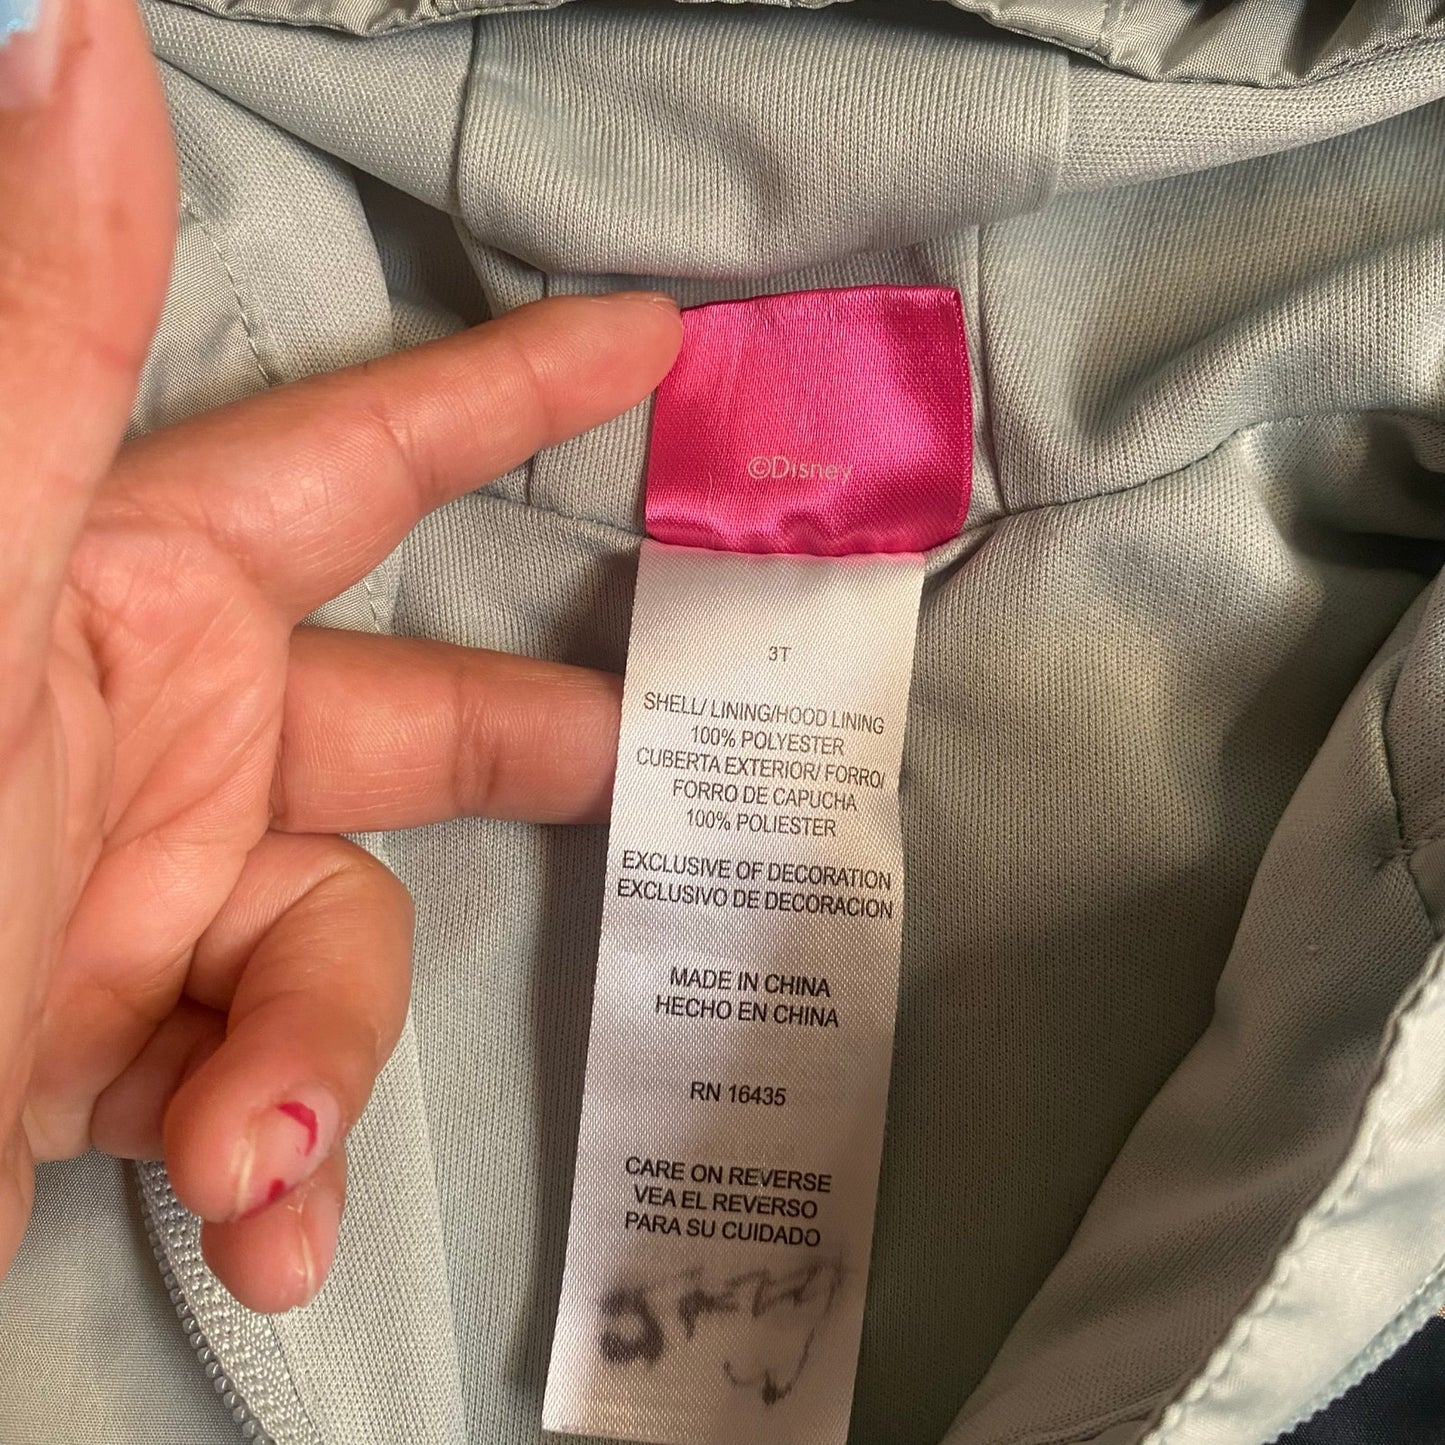 ©Disney
3T
SHELL/ LINING/HOOD LINING
100% POLYESTER
CUBERTA EXTERIOR/ FORRO/
FORRO DE CAPUCHA
100% POLIESTER
EXCLUSIVE OF DECORATION
EXCLUSIVO DE DECORACION
MADE IN CHINA
HECHO EN CHINA
RN 16435
CARE ON REVERSE
VEA EL REVERSO
PARA SU CUIDADO